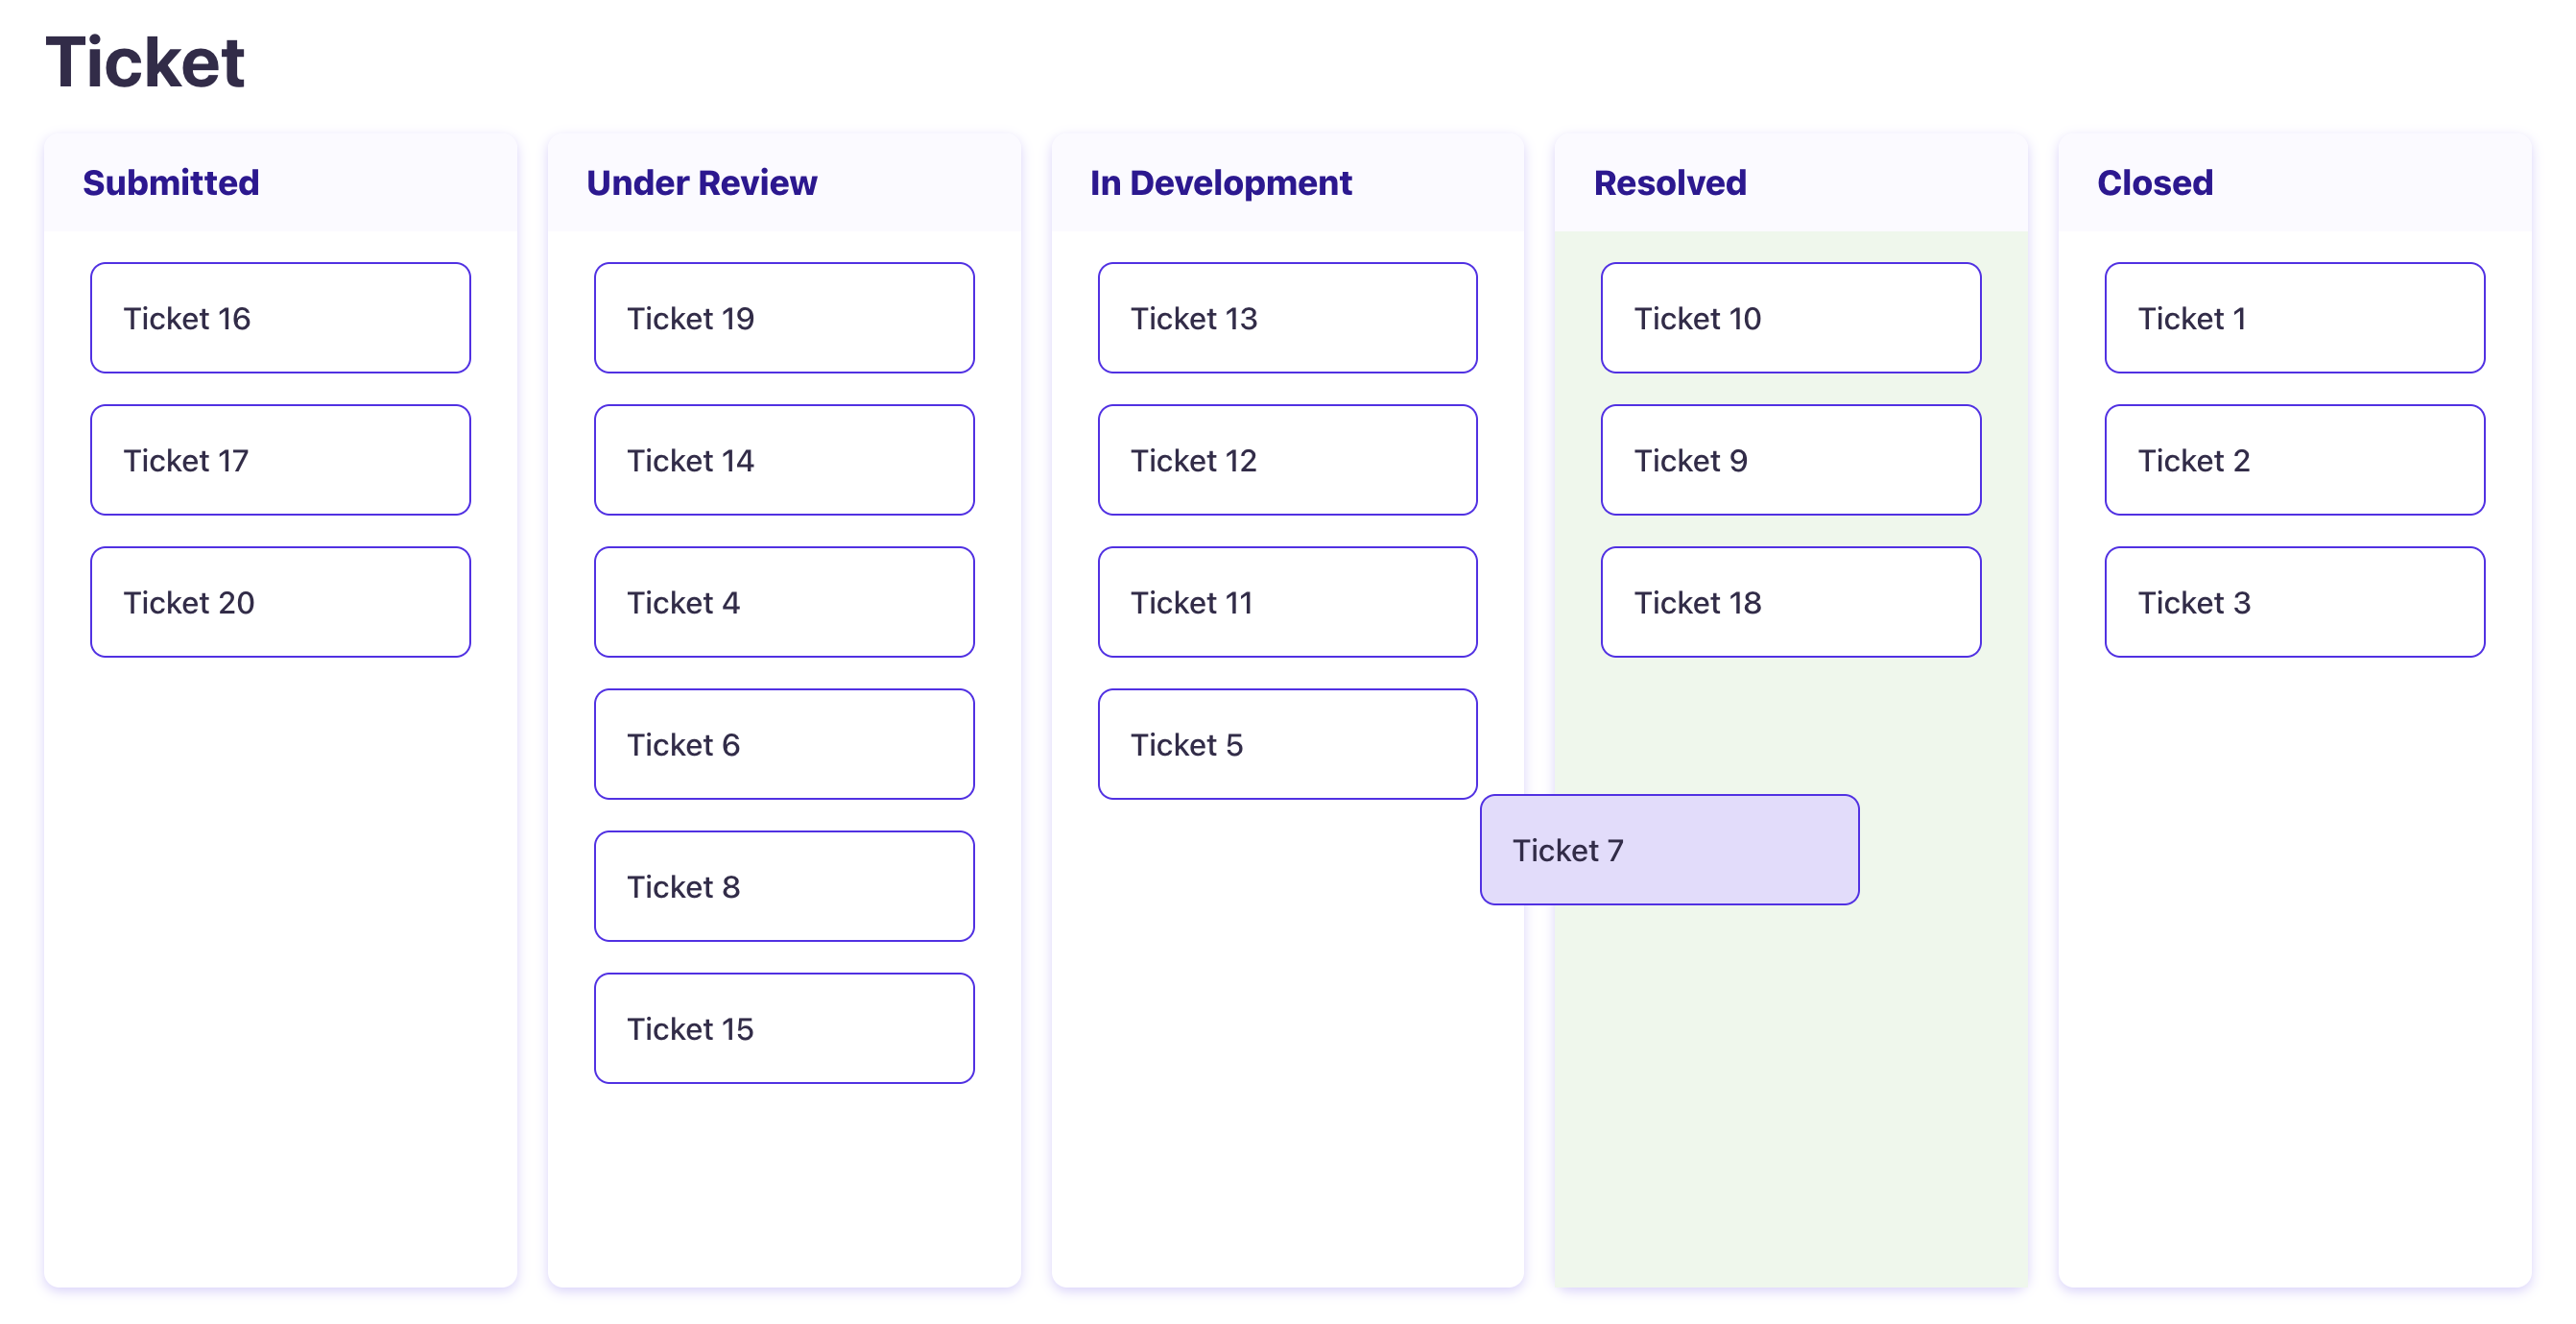 Ticket
Submitted
Ticket 16
Ticket 17
Ticket 20
Under Review
Ticket 19
Ticket 14
Ticket 4
Ticket 6
Ticket 8
Ticket 15
In Development
Ticket 13
Ticket 12
Ticket 11
Ticket 5
Ticket 7
Resolved
Ticket 10
Ticket 9
Ticket 18
Closed
Ticket 1
Ticket 2
Ticket 3